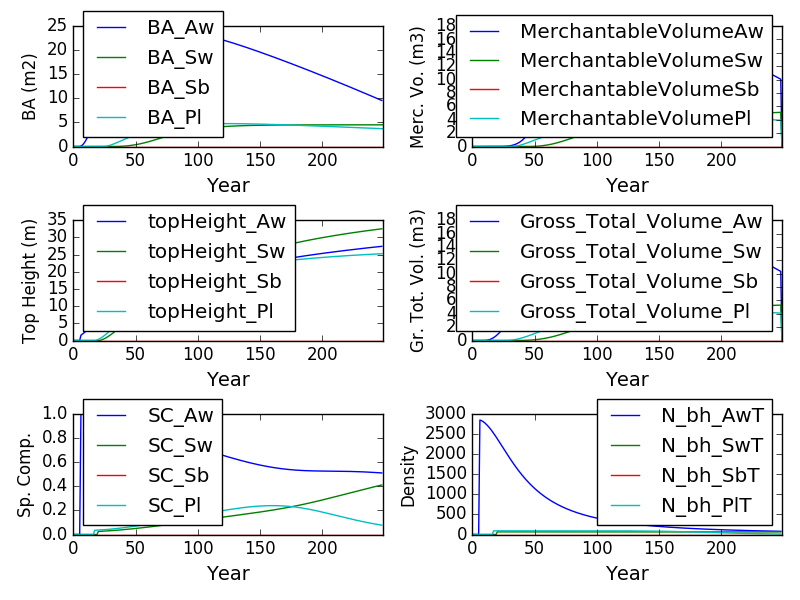 BA (m2)
25
20
15
10
5
0
BA_Aw
BA_Sw
BA_Sb
BA_Pl
0 50 100 150 200
Year
Merc. Vo. (m3)
18
16
14
12
10
8
6
4
2
0
MerchantableVolumeAw
MerchantableVolumeSw
MerchantableVolumeSb
MerchantableVolumePl
0 50 100 150 200
Year
Top Height (m)
35
30
25
20
15
10
5
0
topHeight_Aw
topHeight_Sw
topHeight_Sb
topHeight_Pl
0 50 100 150 200
Year
Gr. Tot. Vol. (m3)
18
16
14
12
10
8
6
4
2
0
Gross_Total_Volume_Aw
Gross_Total_Volume_Sw
Gross_Total_Volume_Sb
Gross_Total_Volume_Pl
0 50 100 150 200
Year
Sp. Comp.
1.0
0.8
0.6
0.4
0.2
0.0
SC_Aw
SC_Sw
SC_Sb
SC_Pl
0 50 100 150 200
Year
Density
3000
2500
2000
1500
1000
500
0
N_bh_AwT
N_bh_SwT
N_bh_SbT
N_bh_PlT
0 50 100 150 200
Year